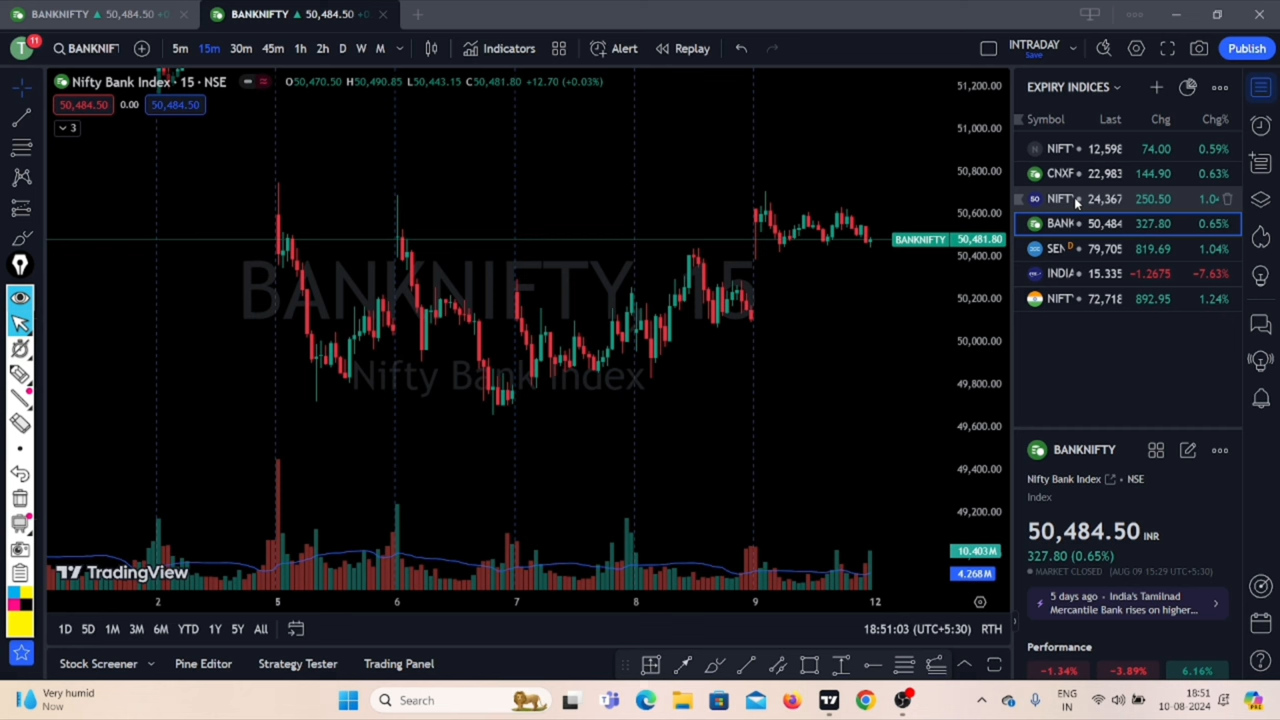 BANKNIFTY ▲ 50,484.50 +0
BANKNIFTY ▲ 50,484.50 +0
T 11 BANKNIF 5m 15m 30m 45m 1h 2h D W M Indicators Alert Replay INTRADAY Save Publish
Nifty Bank Index · 15 · NSE O50,470.50 H50,490.85 L50,443.15 C50,481.80 +12.70 (+0.03%)
50,484.50 0.00 50,484.50
3
BANKNIFTY, 15
Nifty Bank Index
51,200.00
51,000.00
50,800.00
50,600.00
BANKNIFTY 50,481.80
50,400.00
50,200.00
50,000.00
49,800.00
49,600.00
49,400.00
49,200.00
10.403M
4.268M
TradingView
2 5 6 7 8 9 12
1D 5D 1M 3M 6M YTD 1Y 5Y All 18:51:03 (UTC+5:30) RTH
Stock Screener Pine Editor Strategy Tester Trading Panel
EXPIRY INDICES
Symbol Last Chg Chg%
NIFTY 12,598 74.00 0.59%
CNXF 22,983 144.90 0.63%
50 NIFTY 24,367 250.50 1.04
BANK 50,484 327.80 0.65%
SEN D 79,705 819.69 1.04%
INDIA 15.335 −1.2675 −7.63%
NIFTY 72,718 892.95 1.24%
BANKNIFTY
Nifty Bank Index · NSE
Index
50,484.50 INR
327.80 (0.65%)
MARKET CLOSED (AUG 09 15:29 UTC+5:30)
5 days ago · India's Tamilnad
Mercantile Bank rises on higher...
Performance
−1.34% −3.89% 6.16%
Very humid
Now
Search
ENG
IN
18:51
10-08-2024